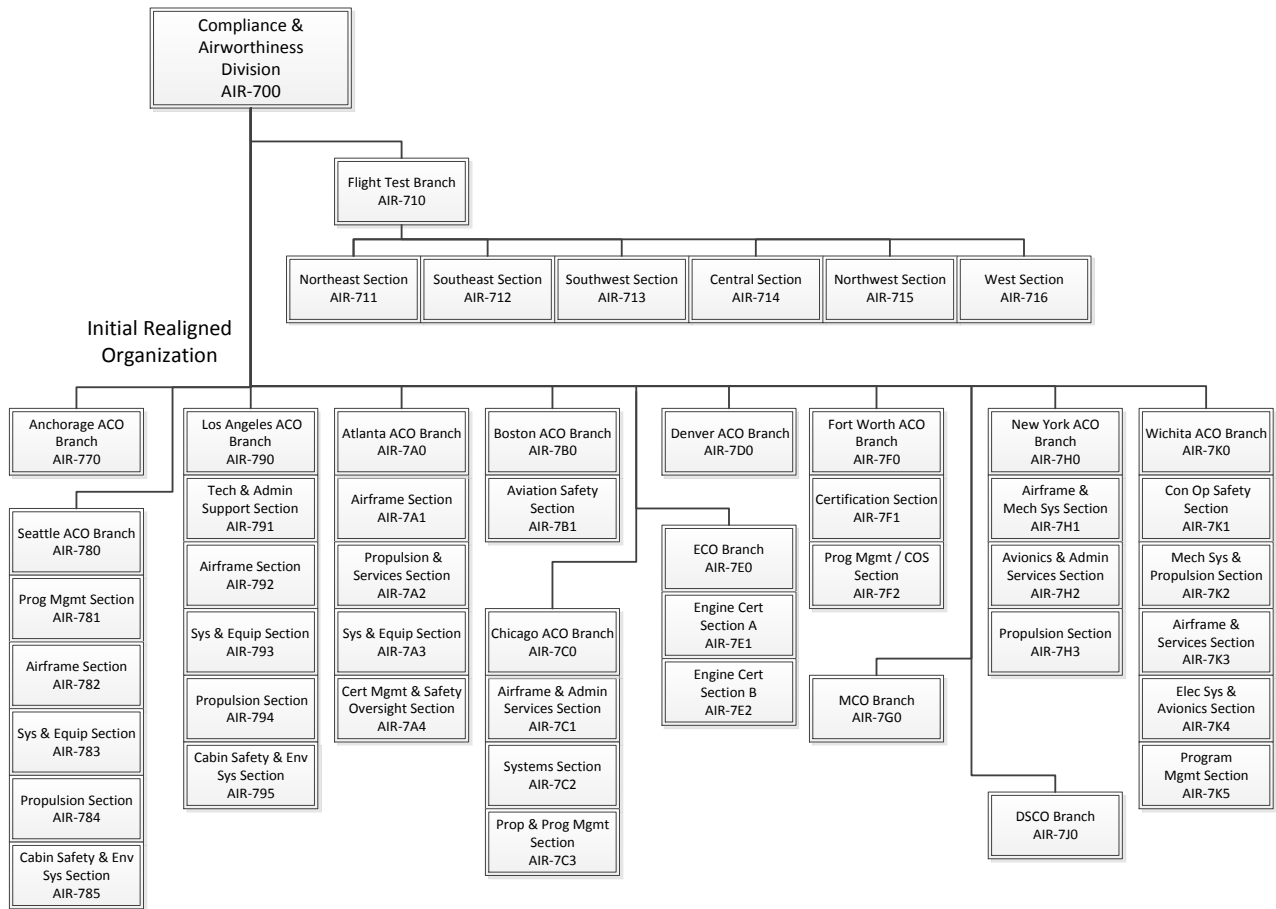 Compliance &
Airworthiness
Division
AIR-700
Flight Test Branch
AIR-710
Northeast Section
AIR-711
Southeast Section
AIR-712
Southwest Section
AIR-713
Central Section
AIR-714
Northwest Section
AIR-715
West Section
AIR-716
Initial Realigned
Organization
Anchorage ACO
Branch
AIR-770
Seattle ACO Branch
AIR-780
Prog Mgmt Section
AIR-781
Airframe Section
AIR-782
Sys & Equip Section
AIR-783
Propulsion Section
AIR-784
Cabin Safety & Env
Sys Section
AIR-785
Los Angeles ACO
Branch
AIR-790
Tech & Admin
Support Section
AIR-791
Airframe Section
AIR-792
Sys & Equip Section
AIR-793
Propulsion Section
AIR-794
Cabin Safety & Env
Sys Section
AIR-795
Atlanta ACO Branch
AIR-7A0
Airframe Section
AIR-7A1
Propulsion &
Services Section
AIR-7A2
Sys & Equip Section
AIR-7A3
Cert Mgmt & Safety
Oversight Section
AIR-7A4
Boston ACO Branch
AIR-7B0
Aviation Safety
Section
AIR-7B1
Chicago ACO Branch
AIR-7C0
Airframe & Admin
Services Section
AIR-7C1
Systems Section
AIR-7C2
Prop & Prog Mgmt
Section
AIR-7C3
Denver ACO Branch
AIR-7D0
ECO Branch
AIR-7E0
Engine Cert
Section A
AIR-7E1
Engine Cert
Section B
AIR-7E2
Fort Worth ACO
Branch
AIR-7F0
Certification Section
AIR-7F1
Prog Mgmt / COS
Section
AIR-7F2
MCO Branch
AIR-7G0
New York ACO
Branch
AIR-7H0
Airframe &
Mech Sys Section
AIR-7H1
Avionics & Admin
Services Section
AIR-7H2
Propulsion Section
AIR-7H3
DSCO Branch
AIR-7J0
Wichita ACO Branch
AIR-7K0
Con Op Safety
Section
AIR-7K1
Mech Sys &
Propulsion Section
AIR-7K2
Airframe &
Services Section
AIR-7K3
Elec Sys &
Avionics Section
AIR-7K4
Program
Mgmt Section
AIR-7K5